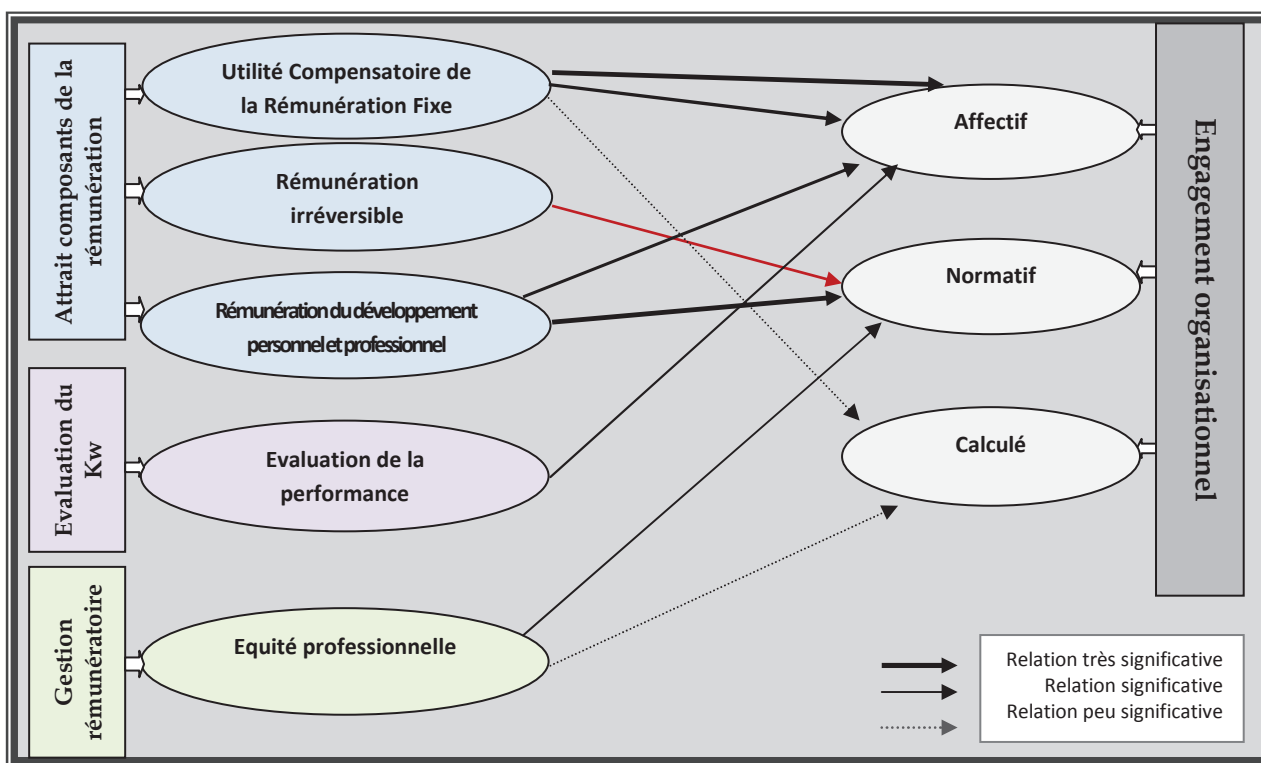 Attrait composants de la
rémunération
Utilité Compensatoire de
la Rémunération Fixe
Rémunération
irréversible
Rémunération du développement
personnel et professionnel
Evaluation du
Kw
Evaluation de la
performance
Gestion
rémunératoire
Equité professionnelle
Affectif
Normatif
Calculé
Engagement organisationnel
Relation très significative
Relation significative
Relation peu significative